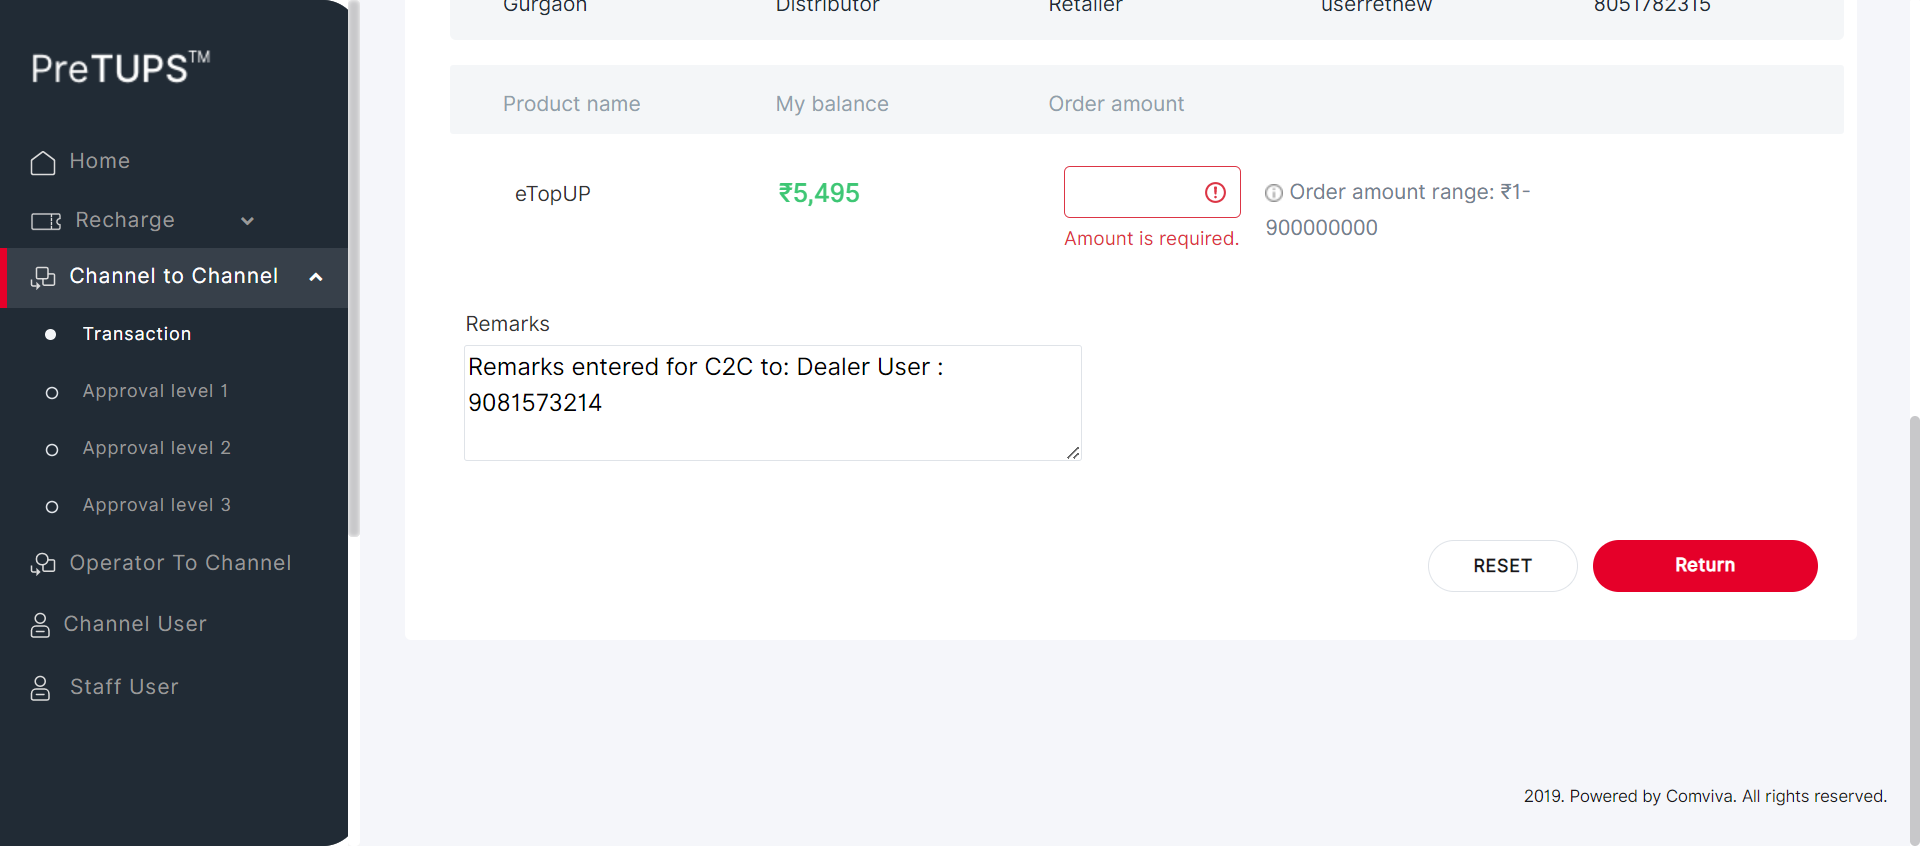 PreTUPS™
Home
Recharge
Channel to Channel
Transaction
Approval level 1
Approval level 2
Approval level 3
Operator To Channel
Channel User
Staff User
Gurgaon Distributor Retailer userretnew 8051782315
Product name My balance Order amount
eTopUP ₹5,495 Order amount range: ₹1-
900000000
Amount is required.
Remarks
Remarks entered for C2C to: Dealer User :
9081573214
RESET Return
2019. Powered by Comviva. All rights reserved.